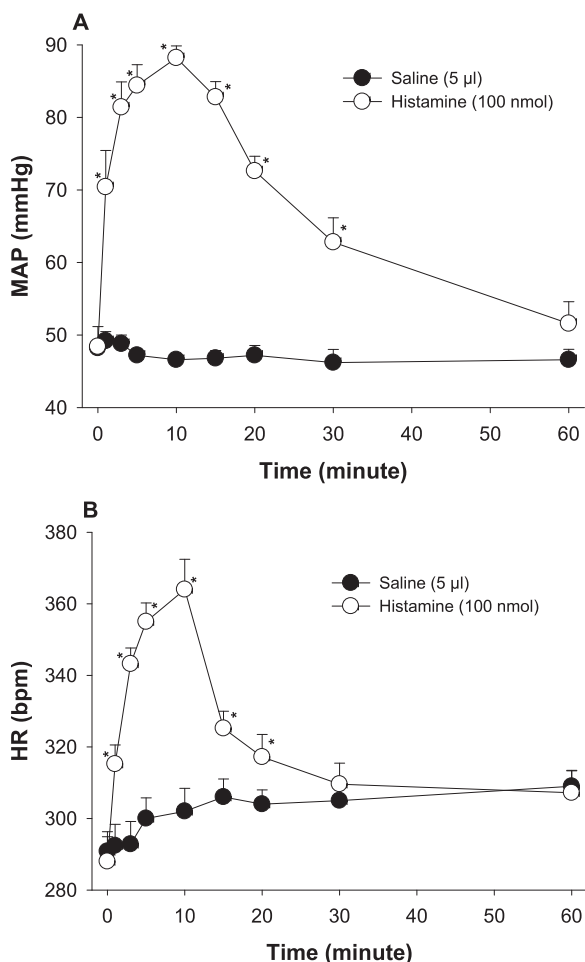 A
90
80
70
60
50
40
MAP (mmHg)
Saline (5 µl)
Histamine (100 nmol)
* * * * * * * *
0 10 20 30 40 50 60
Time (minute)
B
380
360
340
320
300
280
HR (bpm)
Saline (5 µl)
Histamine (100 nmol)
* * * * * *
0 10 20 30 40 50 60
Time (minute)